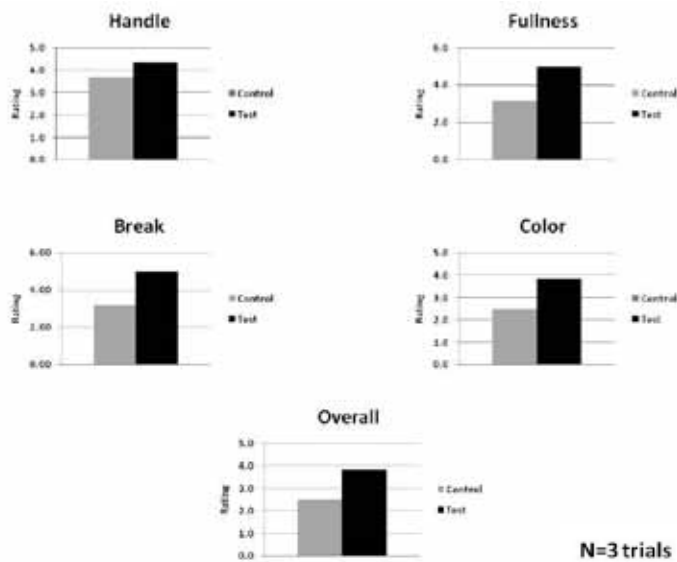 Handle
5.0
4.0
3.0
2.0
1.0
0.0
Rating
Control
Test
Fullness
6.0
4.0
2.0
0.0
Rating
Control
Test
Break
6.00
4.00
2.00
0.00
Rating
Control
Test
Color
5.0
4.0
3.0
2.0
1.0
0.0
Rating
Control
Test
Overall
5.0
4.0
3.0
2.0
1.0
0.0
Rating
Control
Test
N=3 trials